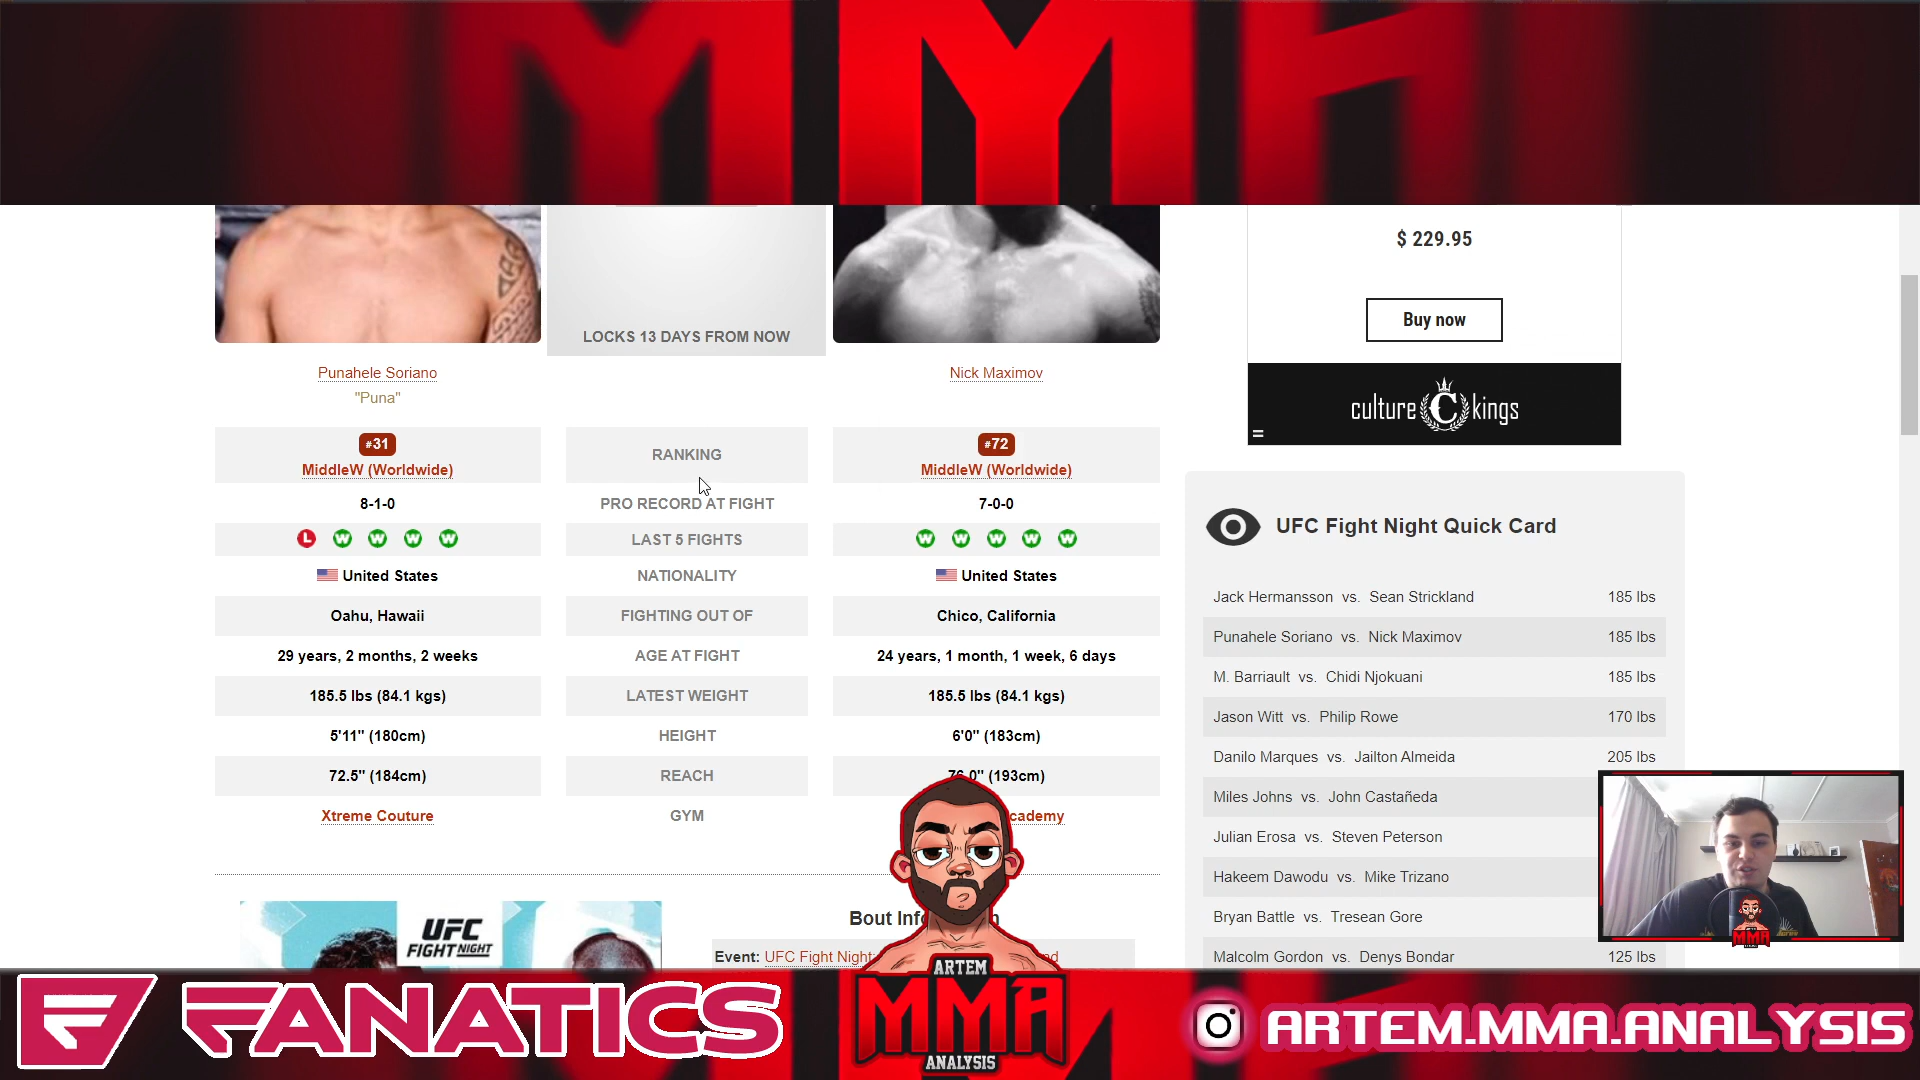 MMA
$ 229.95
Buy now
culture C kings
LOCKS 13 DAYS FROM NOW
Punahele Soriano
"Puna"
Nick Maximov
#31
MiddleW (Worldwide)
RANKING
#72
MiddleW (Worldwide)
8-1-0
PRO RECORD AT FIGHT
7-0-0
L W W W W
LAST 5 FIGHTS
W W W W W
United States
NATIONALITY
United States
Oahu, Hawaii
FIGHTING OUT OF
Chico, California
29 years, 2 months, 2 weeks
AGE AT FIGHT
24 years, 1 month, 1 week, 6 days
185.5 lbs (84.1 kgs)
LATEST WEIGHT
185.5 lbs (84.1 kgs)
5'11" (180cm)
HEIGHT
6'0" (183cm)
72.5" (184cm)
REACH
76.0" (193cm)
Xtreme Couture
GYM
cademy
UFC Fight Night Quick Card
Jack Hermansson vs. Sean Strickland 185 lbs
Punahele Soriano vs. Nick Maximov 185 lbs
M. Barriault vs. Chidi Njokuani 185 lbs
Jason Witt vs. Philip Rowe 170 lbs
Danilo Marques vs. Jailton Almeida 205 lbs
Miles Johns vs. John Castañeda
Julian Erosa vs. Steven Peterson
Hakeem Dawodu vs. Mike Trizano
Bryan Battle vs. Tresean Gore
Malcolm Gordon vs. Denys Bondar 125 lbs
UFC
FIGHT NIGHT
Bout Inf
Event: UFC Fight Night:
MMA
FANATICS
ARTEM
MMA
ANALYSIS
ARTEM.MMA.ANALYSIS